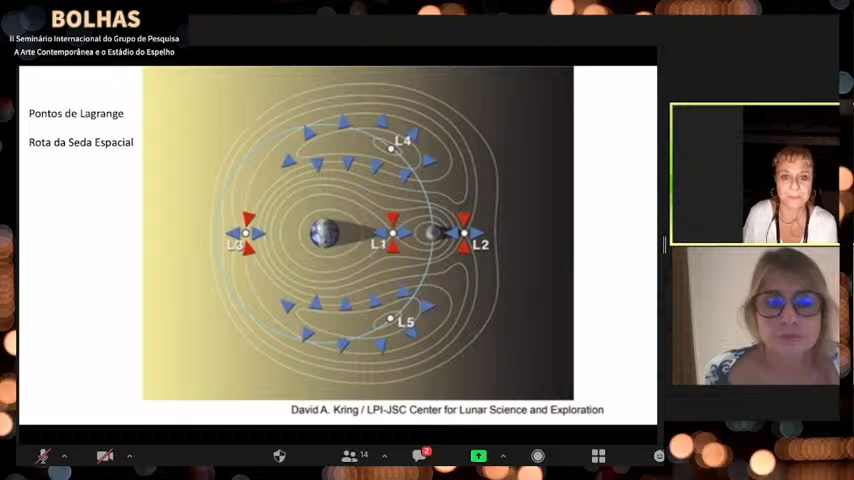 BOLHAS
II Seminário Internacional do Grupo de Pesquisa
A Arte Contemporânea e o Estádio do Espelho
Pontos de Lagrange
Rota da Seda Espacial
L4
L3
L1
L2
L5
David A. Kring / LPI-JSC Center for Lunar Science and Exploration
14
2